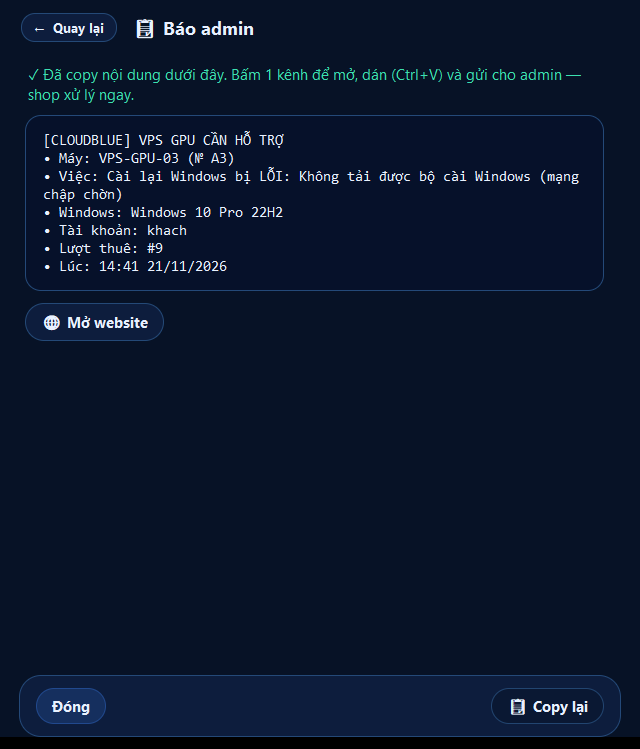 ← Quay lại
Báo admin
✓ Đã copy nội dung dưới đây. Bấm 1 kênh để mở, dán (Ctrl+V) và gửi cho admin —
shop xử lý ngay.
[CLOUDBLUE] VPS GPU CẦN HỖ TRỢ
• Máy: VPS-GPU-03 (№ A3)
• Việc: Cài lại Windows bị LỖI: Không tải được bộ cài Windows (mạng
chập chờn)
• Windows: Windows 10 Pro 22H2
• Tài khoản: khach
• Lượt thuê: #9
• Lúc: 14:41 21/11/2026
Mở website
Đóng
Copy lại